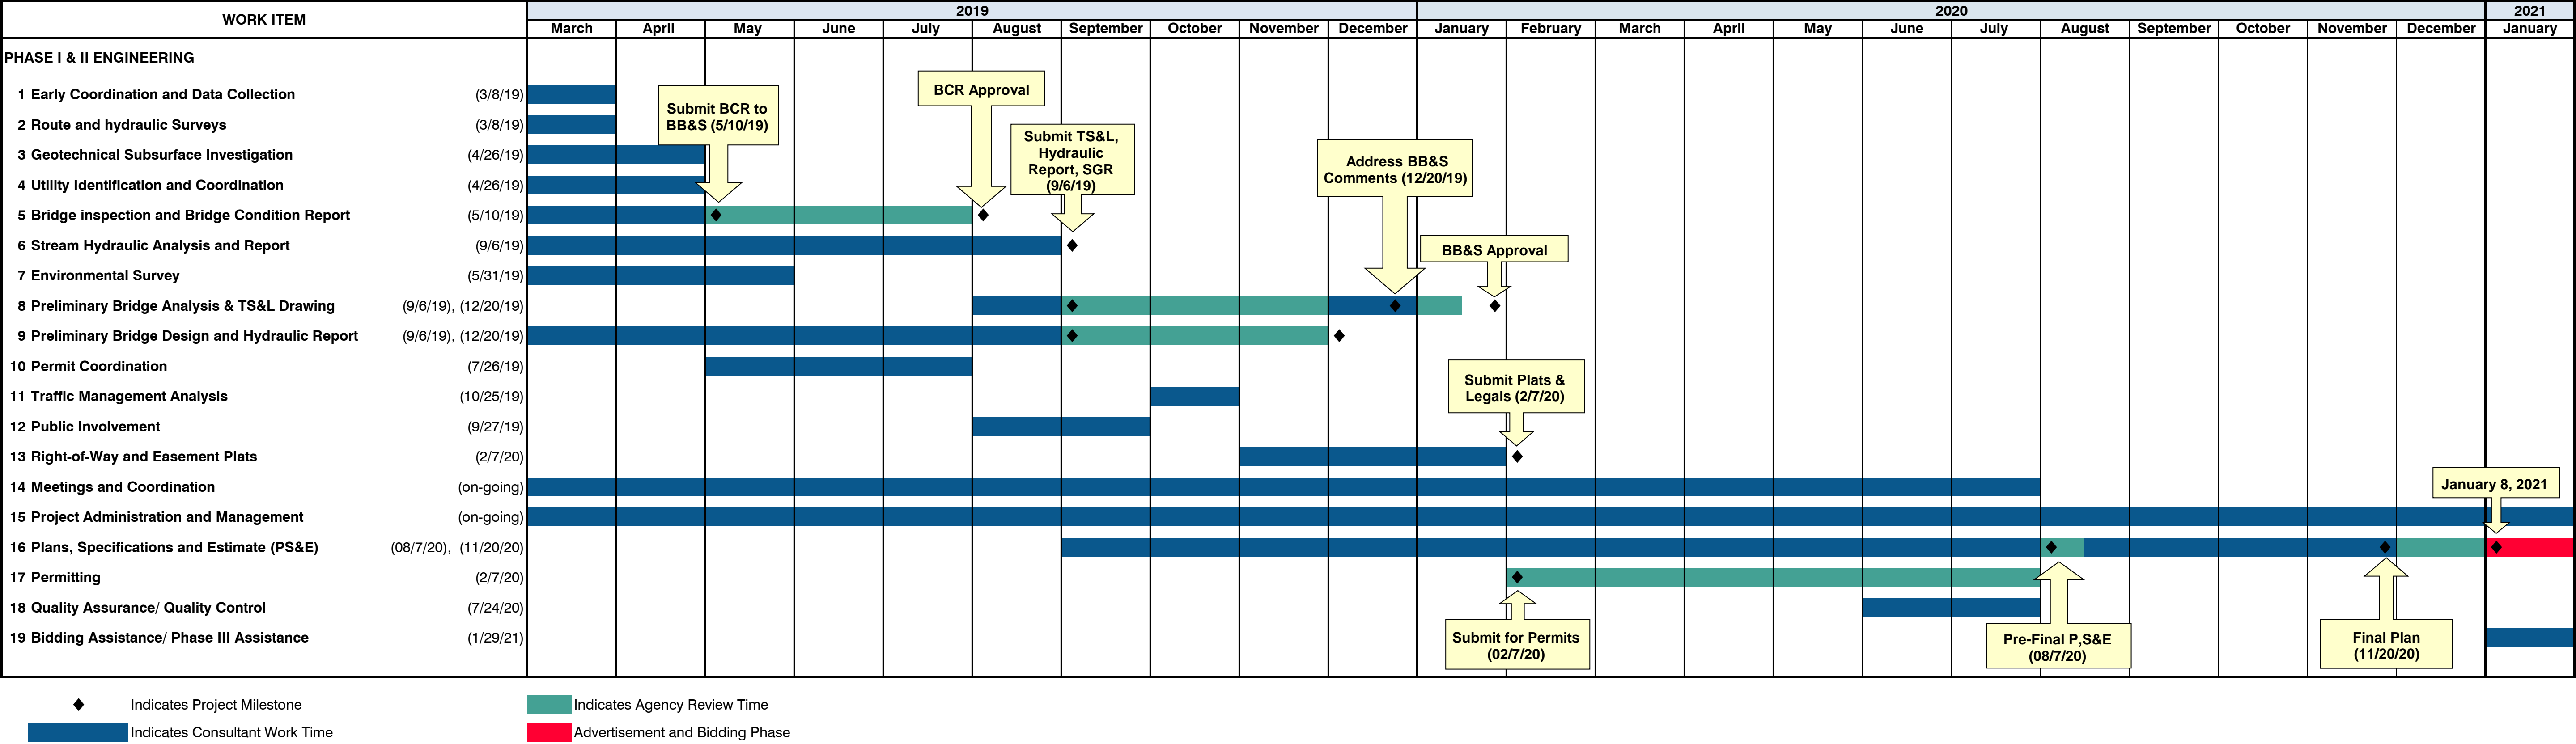 WORK ITEM
2019
2020
2021
March April May June July August September October November December January February March April May June July August September October November December January
PHASE I & II ENGINEERING
1 Early Coordination and Data Collection (3/8/19)
2 Route and hydraulic Surveys (3/8/19)
3 Geotechnical Subsurface Investigation (4/26/19)
4 Utility Identification and Coordination (4/26/19)
5 Bridge inspection and Bridge Condition Report (5/10/19)
6 Stream Hydraulic Analysis and Report (9/6/19)
7 Environmental Survey (5/31/19)
8 Preliminary Bridge Analysis & TS&L Drawing (9/6/19), (12/20/19)
9 Preliminary Bridge Design and Hydraulic Report (9/6/19), (12/20/19)
10 Permit Coordination (7/26/19)
11 Traffic Management Analysis (10/25/19)
12 Public Involvement (9/27/19)
13 Right-of-Way and Easement Plats (2/7/20)
14 Meetings and Coordination (on-going)
15 Project Administration and Management (on-going)
16 Plans, Specifications and Estimate (PS&E) (08/7/20), (11/20/20)
17 Permitting (2/7/20)
18 Quality Assurance/ Quality Control (7/24/20)
19 Bidding Assistance/ Phase III Assistance (1/29/21)
Submit BCR to
BB&S (5/10/19)
BCR Approval
Submit TS&L,
Hydraulic
Report, SGR
(9/6/19)
Address BB&S
Comments (12/20/19)
BB&S Approval
Submit Plats &
Legals (2/7/20)
January 8, 2021
Submit for Permits
(02/7/20)
Pre-Final P,S&E
(08/7/20)
Final Plan
(11/20/20)
Indicates Project Milestone
Indicates Agency Review Time
Indicates Consultant Work Time
Advertisement and Bidding Phase